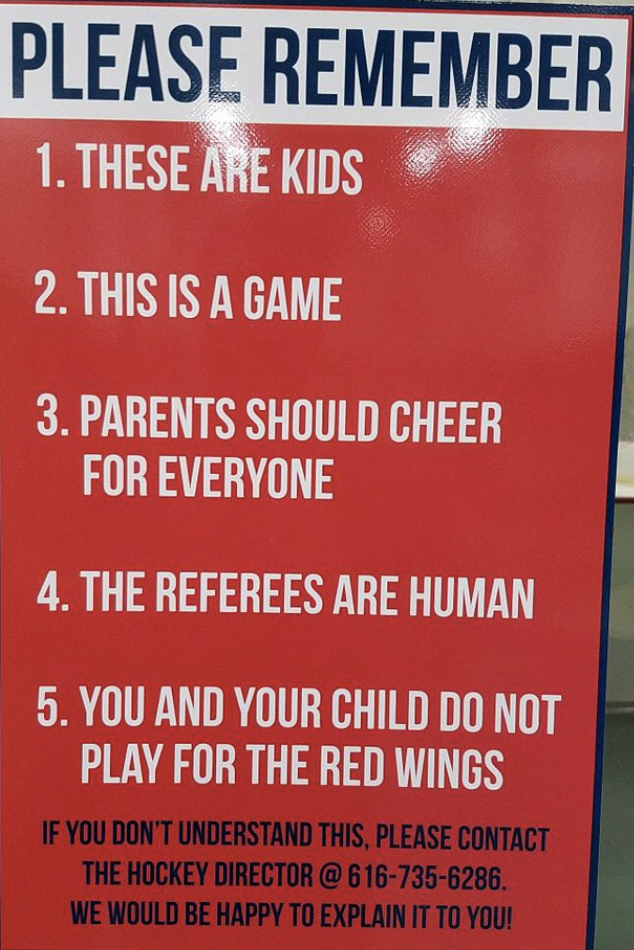 PLEASE REMEMBER
1. THESE ARE KIDS
2. THIS IS A GAME
3. PARENTS SHOULD CHEER
FOR EVERYONE
4. THE REFEREES ARE HUMAN
5. YOU AND YOUR CHILD DO NOT
PLAY FOR THE RED WINGS
IF YOU DON'T UNDERSTAND THIS, PLEASE CONTACT
THE HOCKEY DIRECTOR @ 616-735-6286.
WE WOULD BE HAPPY TO EXPLAIN IT TO YOU!